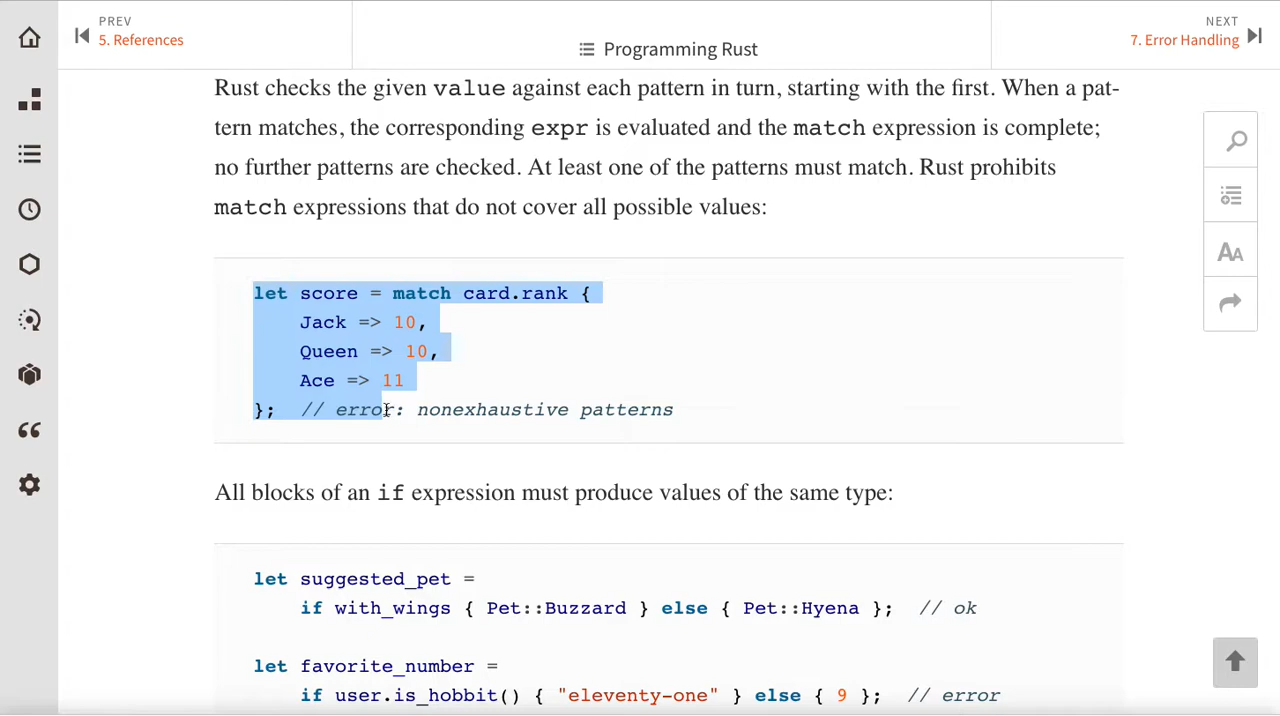 PREV
5. References
Programming Rust
NEXT
7. Error Handling
Rust checks the given value against each pattern in turn, starting with the first. When a pat-
tern matches, the corresponding expr is evaluated and the match expression is complete;
no further patterns are checked. At least one of the patterns must match. Rust prohibits
match expressions that do not cover all possible values:
let score = match card.rank {
    Jack => 10,
    Queen => 10,
    Ace => 11
};  // error: nonexhaustive patterns
All blocks of an if expression must produce values of the same type:
let suggested_pet =
    if with_wings { Pet::Buzzard } else { Pet::Hyena };  // ok
let favorite_number =
    if user.is_hobbit() { "eleventy-one" } else { 9 };  // error
AA